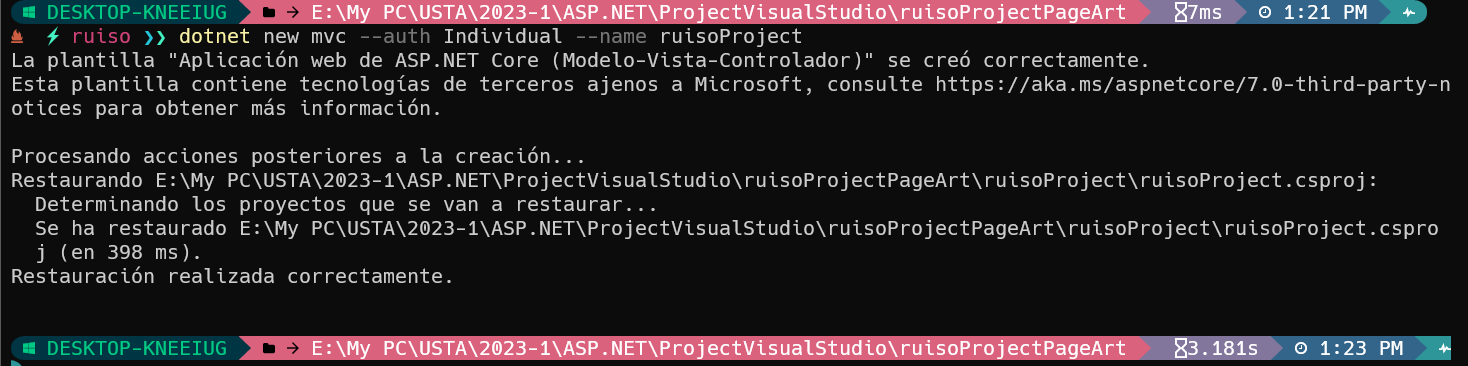 DESKTOP-KNEEIUG → E:\My PC\USTA\2023-1\ASP.NET\ProjectVisualStudio\ruisoProjectPageArt 7ms 1:21 PM
ruiso ❯❯ dotnet new mvc --auth Individual --name ruisoProject
La plantilla "Aplicación web de ASP.NET Core (Modelo-Vista-Controlador)" se creó correctamente.
Esta plantilla contiene tecnologías de terceros ajenos a Microsoft, consulte https://aka.ms/aspnetcore/7.0-third-party-n
otices para obtener más información.
Procesando acciones posteriores a la creación...
Restaurando E:\My PC\USTA\2023-1\ASP.NET\ProjectVisualStudio\ruisoProjectPageArt\ruisoProject\ruisoProject.csproj:
Determinando los proyectos que se van a restaurar...
Se ha restaurado E:\My PC\USTA\2023-1\ASP.NET\ProjectVisualStudio\ruisoProjectPageArt\ruisoProject\ruisoProject.cspro
j (en 398 ms).
Restauración realizada correctamente.
DESKTOP-KNEEIUG → E:\My PC\USTA\2023-1\ASP.NET\ProjectVisualStudio\ruisoProjectPageArt 3.181s 1:23 PM